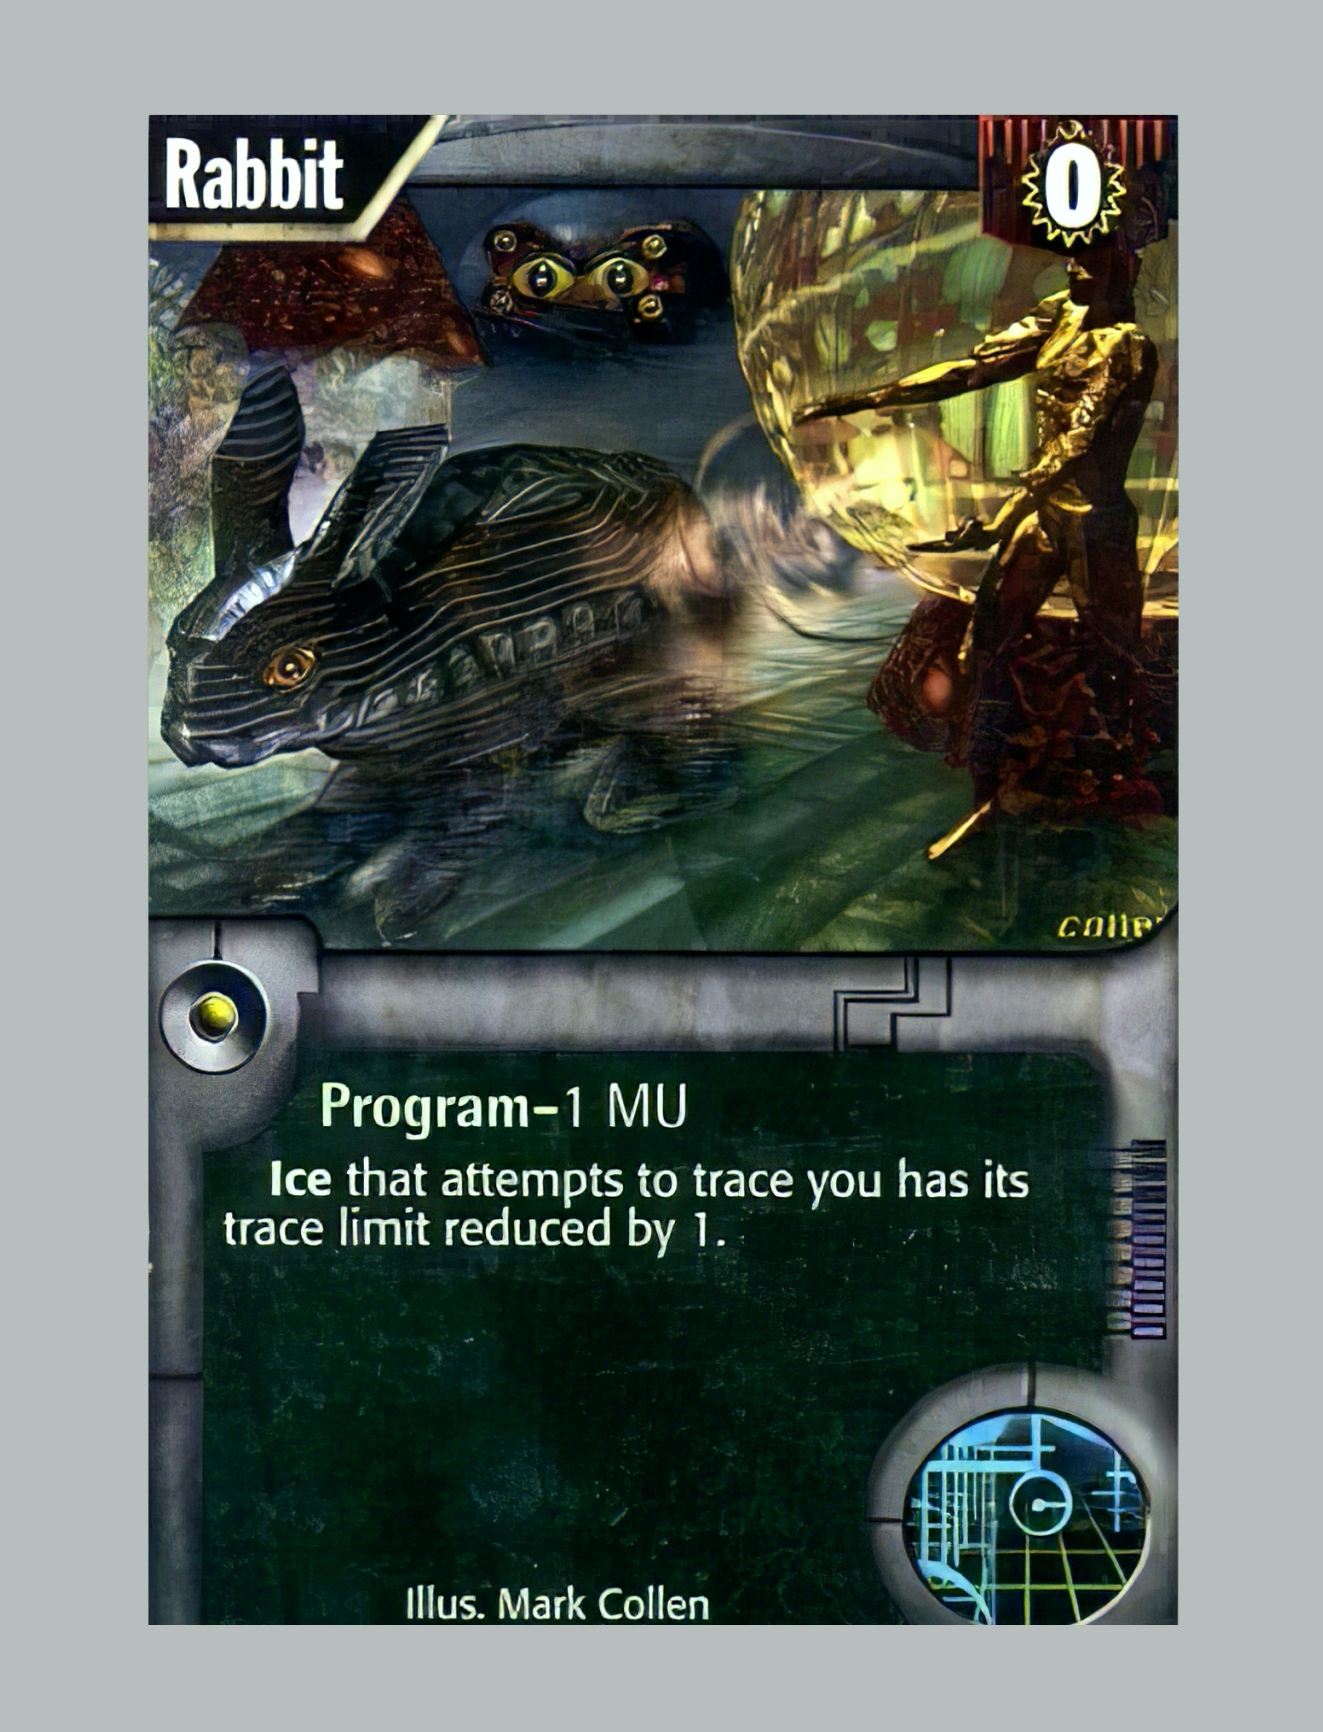 Rabbit
0
Program–1 MU
Ice that attempts to trace you has its
trace limit reduced by 1.
Illus. Mark Collen